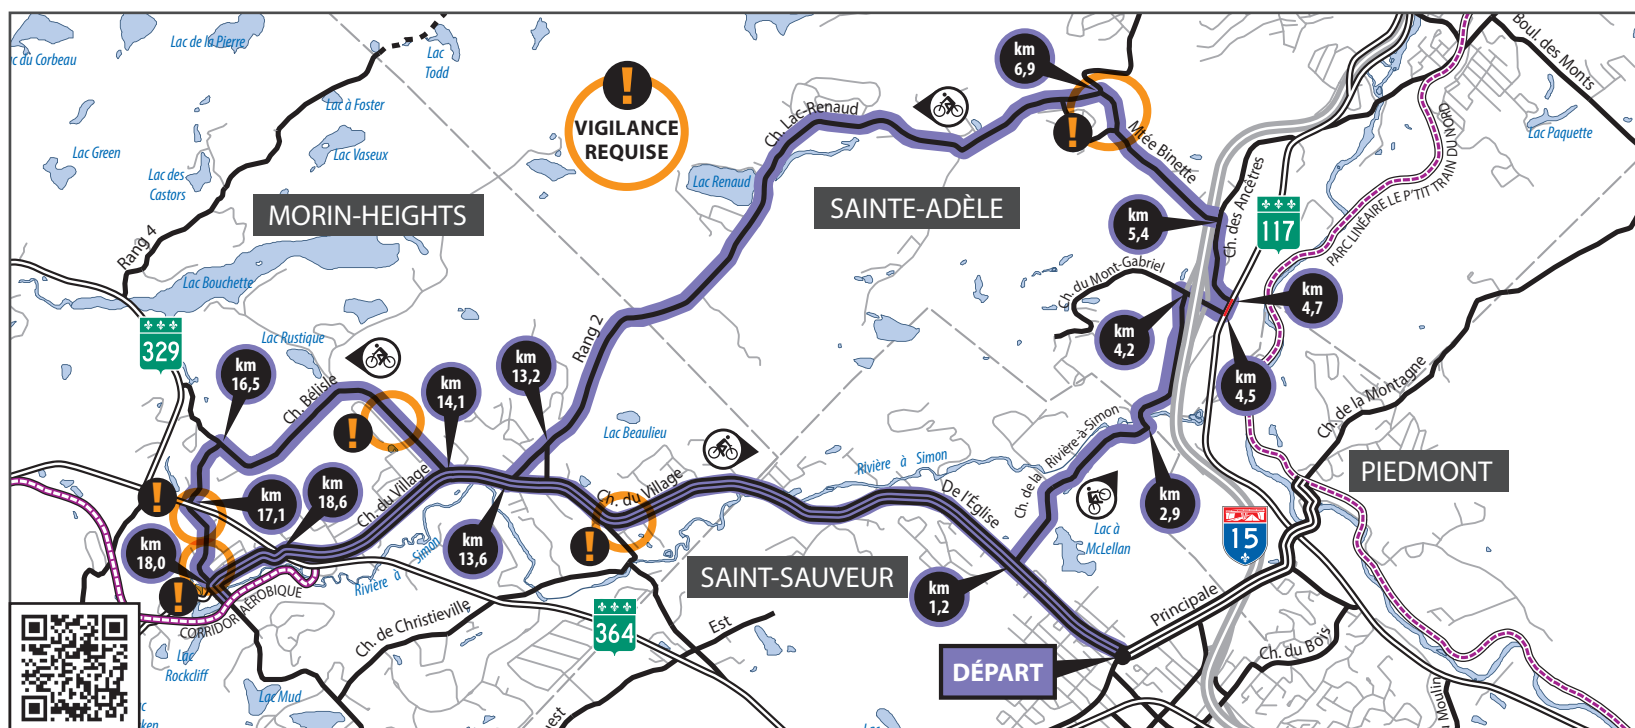 Lac de la Pierre
c du Corbeau
Lac
Todd
Boul. des Monts
km
6,9
VIGILANCE
REQUISE
Lac à Foster
Lac Vaseux
Lac Green
Lac des
Castors
Ch. Lac-Renaud
Lac Renaud
Mtée Binette
Lac Paquette
PARC LINÉAIRE LE P'TIT TRAIN DU NORD
Ch. des Ancêtres
MORIN-HEIGHTS
SAINTE-ADÈLE
km
5,4
117
Rang 4
Lac Bouchette
Ch. du Mont-Gabriel
km
4,7
km
4,2
329
Lac Rustique
Rang 2
km
13,2
km
14,1
km
16,5
Ch. Bélisle
km
4,5
Ch. de la Montagne
Lac Beaulieu
Rivière-à-Simon
Ch. de la
Rivière à Simon
De l'Église
Ch. du Village
Ch. du Village
PIEDMONT
km
17,1
km
18,6
km
2,9
km
18,0
km
13,6
Lac à
McLellan
15
Rivière à Simon
SAINT-SAUVEUR
km
1,2
CORRIDOR AÉROBIQUE
Ch. de Christieville
364
Est
Principale
Ch. du Bois
DÉPART
Lac
Rockcliff
Lac Mud
Lac
uest
Moulin
c
ken